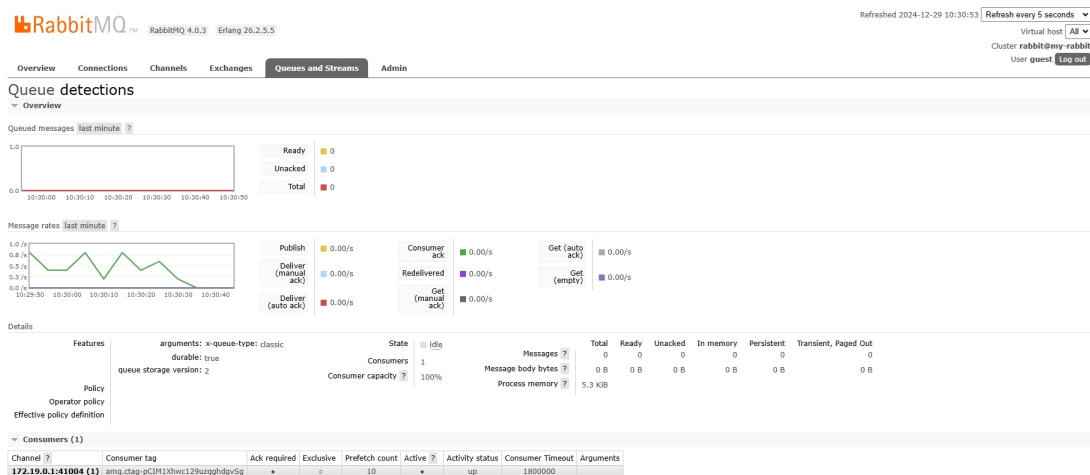 Refreshed 2024-12-29 10:30:53 Refresh every 5 seconds
RabbitMQ TM RabbitMQ 4.0.3 Erlang 26.2.5.5
Virtual host All
Cluster rabbit@my-rabbit
User guest Log out
Overview Connections Channels Exchanges Queues and Streams Admin
Queue detections
Overview
Queued messages last minute ?
1.0
0.0
10:30:00 10:30:10 10:30:20 10:30:30 10:30:40 10:30:50
Ready 0
Unacked 0
Total 0
Message rates last minute ?
1.0 /s
0.8 /s
0.5 /s
0.3 /s
0.0 /s
10:29:50 10:30:00 10:30:10 10:30:20 10:30:30 10:30:40
Publish 0.00/s
Deliver (manual ack) 0.00/s
Deliver (auto ack) 0.00/s
Consumer ack 0.00/s
Redelivered 0.00/s
Get (manual ack) 0.00/s
Get (auto ack) 0.00/s
Get (empty) 0.00/s
Details
Features arguments: x-queue-type: classic
durable: true
queue storage version: 2
Policy
Operator policy
Effective policy definition
State idle
Consumers 1
Consumer capacity ? 100%
Total Ready Unacked In memory Persistent Transient, Paged Out
Messages ? 0 0 0 0 0 0
Message body bytes ? 0 B 0 B 0 B 0 B 0 B 0 B
Process memory ? 5.3 KiB
Consumers (1)
Channel ? Consumer tag Ack required Exclusive Prefetch count Active ? Activity status Consumer Timeout Arguments
172.19.0.1:41004 (1) amq.ctag-pCIM1Xhwc129uzqghdgvSg ● ○ 10 ● up 1800000